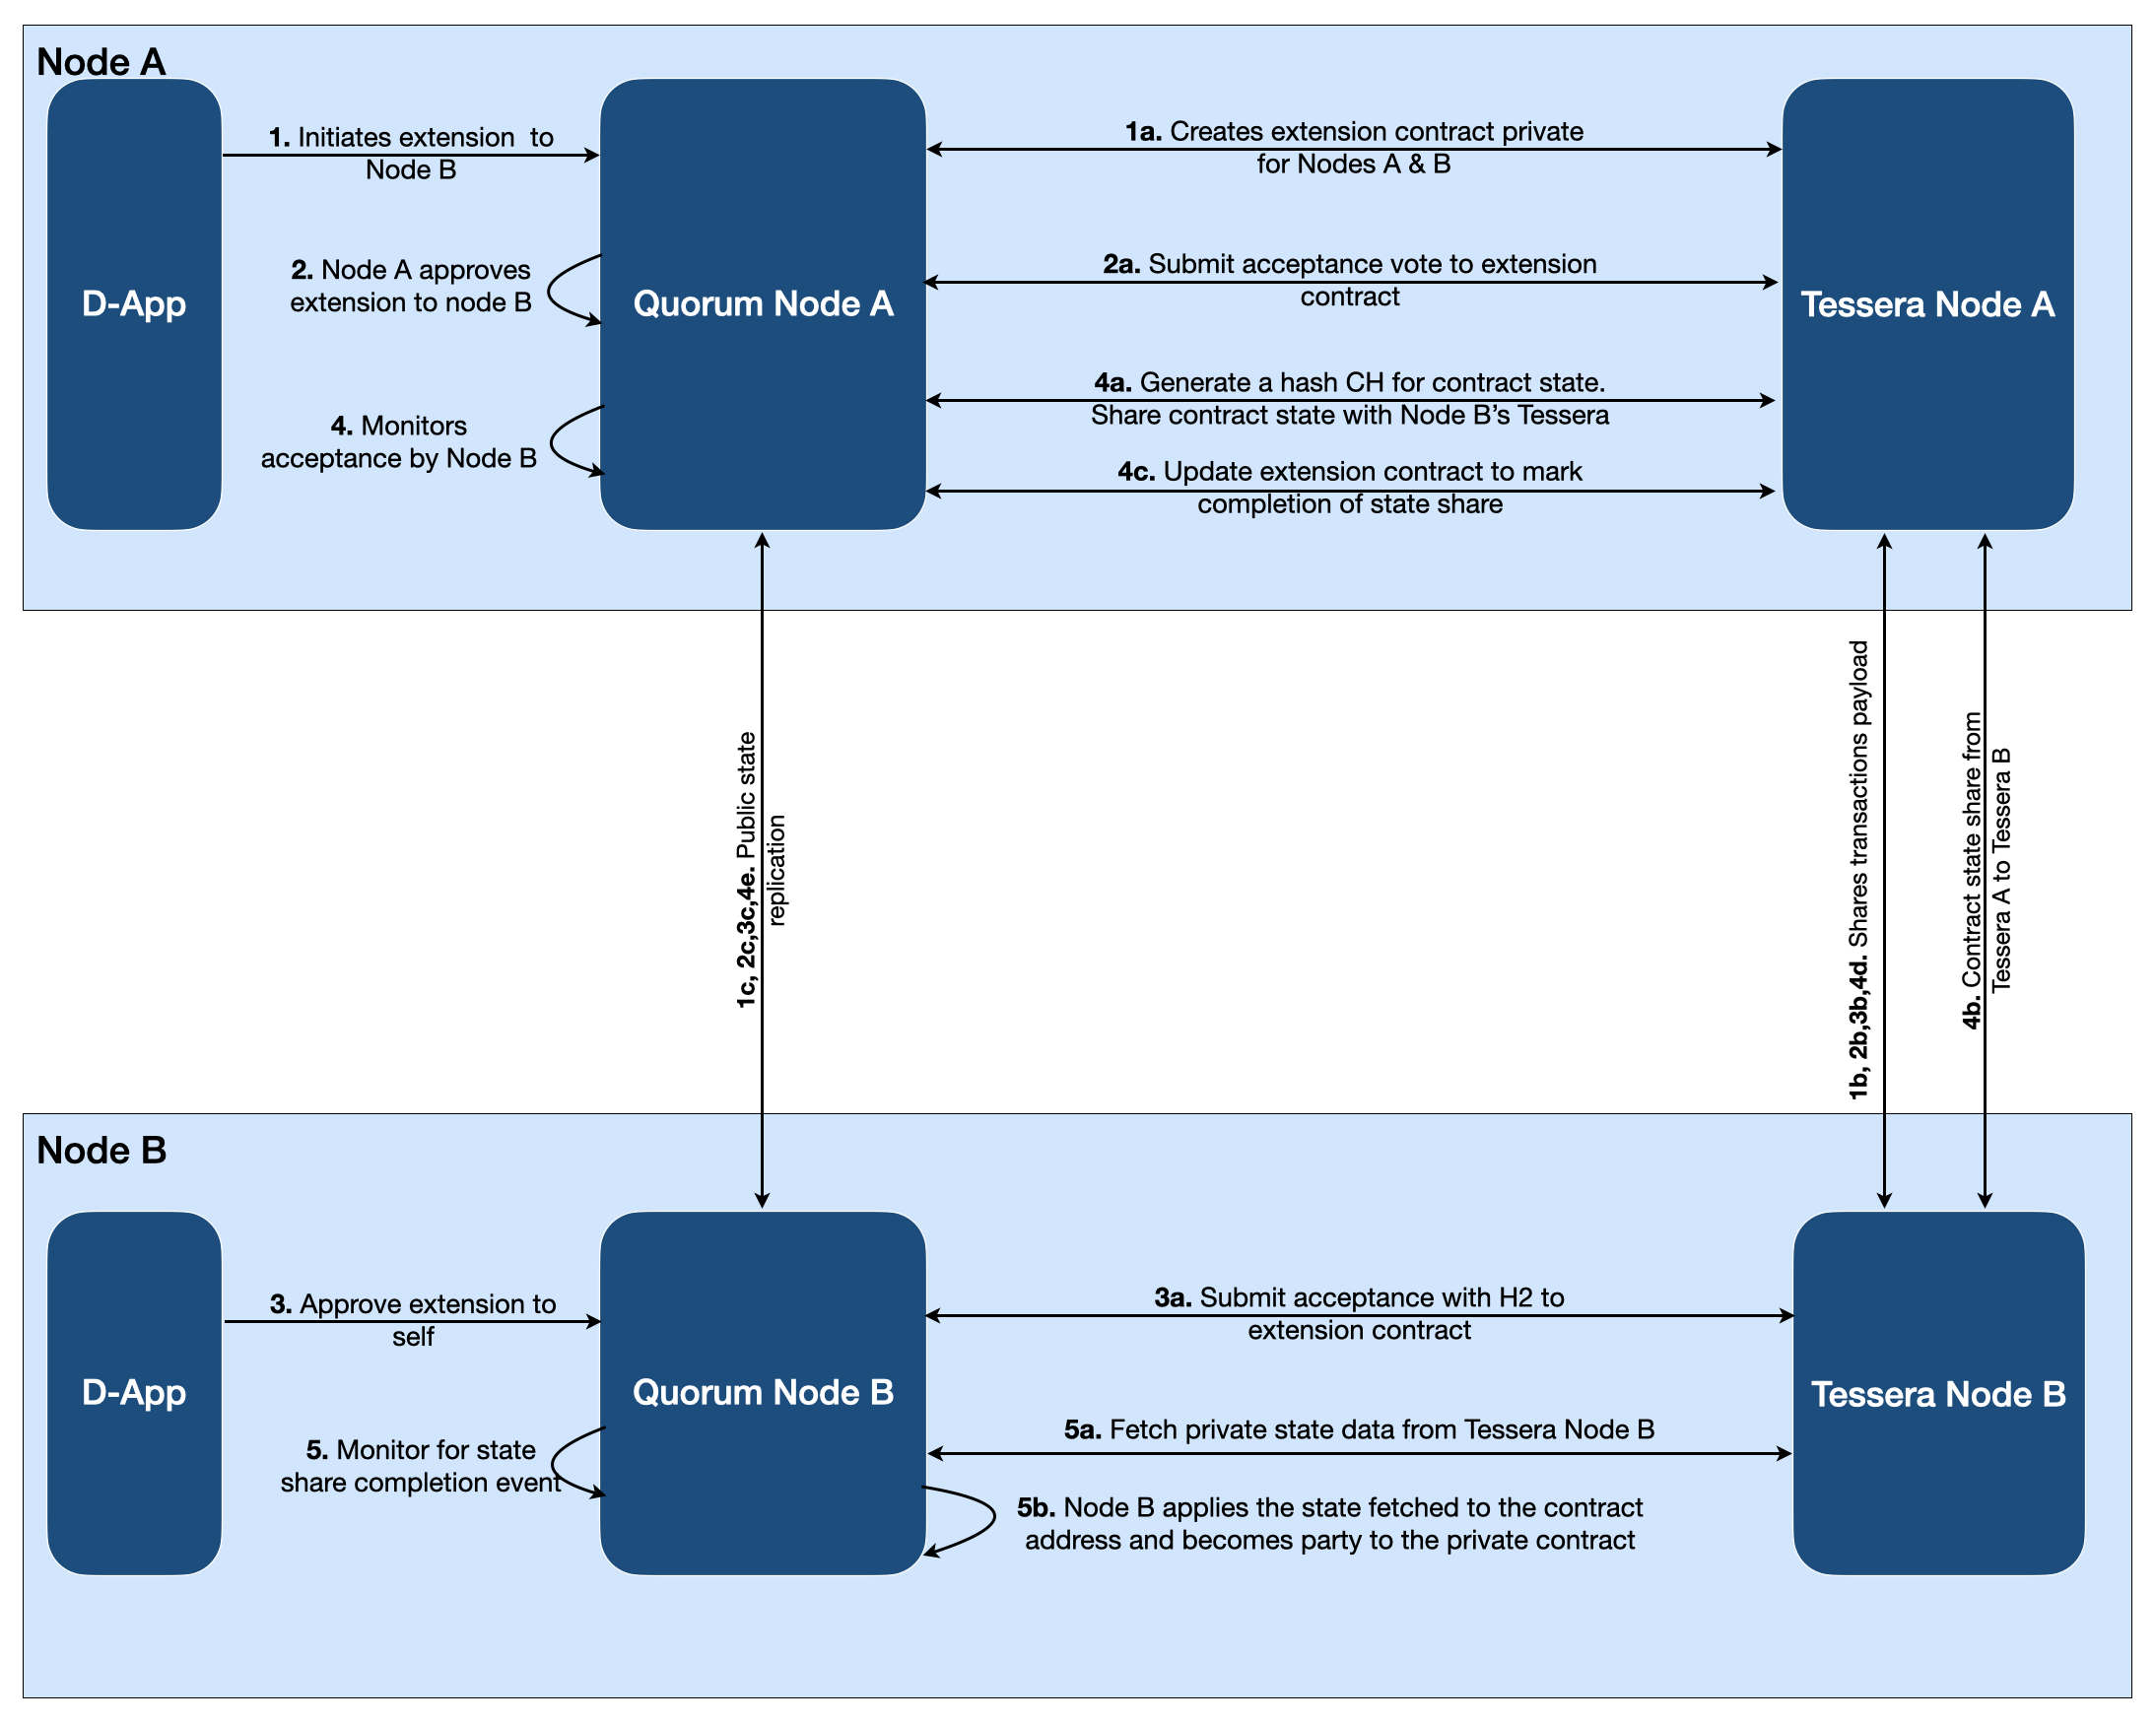 Node A
D-App
1. Initiates extension to
Node B
2. Node A approves
extension to node B
4. Monitors
acceptance by Node B
Quorum Node A
1a. Creates extension contract private
for Nodes A & B
2a. Submit acceptance vote to extension
contract
4a. Generate a hash CH for contract state.
Share contract state with Node B’s Tessera
4c. Update extension contract to mark
completion of state share
Tessera Node A
1c, 2c,3c,4e. Public state
replication
1b, 2b,3b,4d. Shares transactions payload
4b. Contract state share from
Tessera A to Tessera B
Node B
D-App
3. Approve extension to
self
5. Monitor for state
share completion event
Quorum Node B
3a. Submit acceptance with H2 to
extension contract
5a. Fetch private state data from Tessera Node B
5b. Node B applies the state fetched to the contract
address and becomes party to the private contract
Tessera Node B